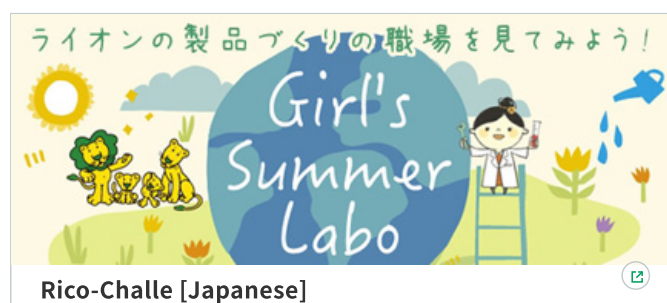 ライオンの製品づくりの職場を見てみよう!
Girl's
Summer
Labo
Rico-Challe [Japanese]